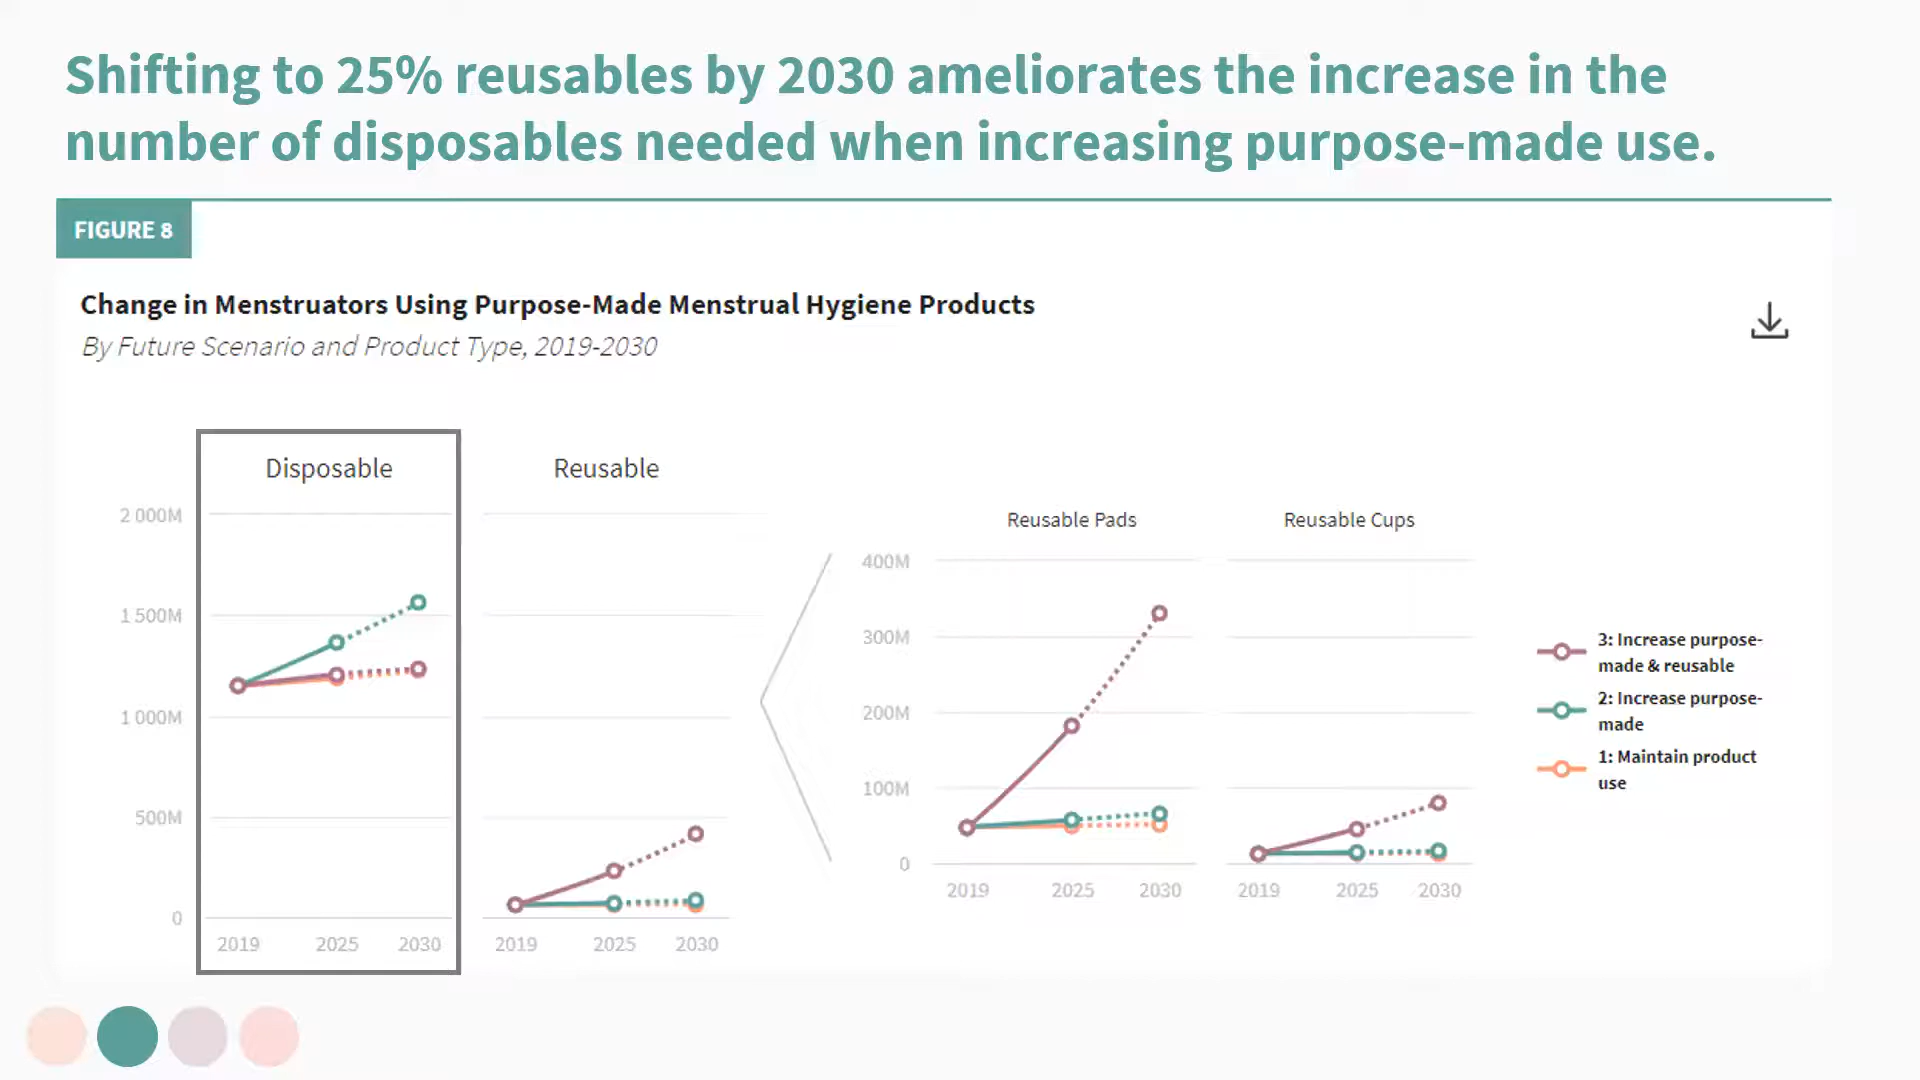 Shifting to 25% reusables by 2030 ameliorates the increase in the
number of disposables needed when increasing purpose-made use.
FIGURE 8
Change in Menstruators Using Purpose-Made Menstrual Hygiene Products
By Future Scenario and Product Type, 2019-2030
Disposable
Reusable
2 000M
1 500M
1 000M
500M
0
2019 2025 2030
2019 2025 2030
Reusable Pads
Reusable Cups
400M
300M
200M
100M
0
2019 2025 2030
2019 2025 2030
3: Increase purpose-
made & reusable
2: Increase purpose-
made
1: Maintain product
use